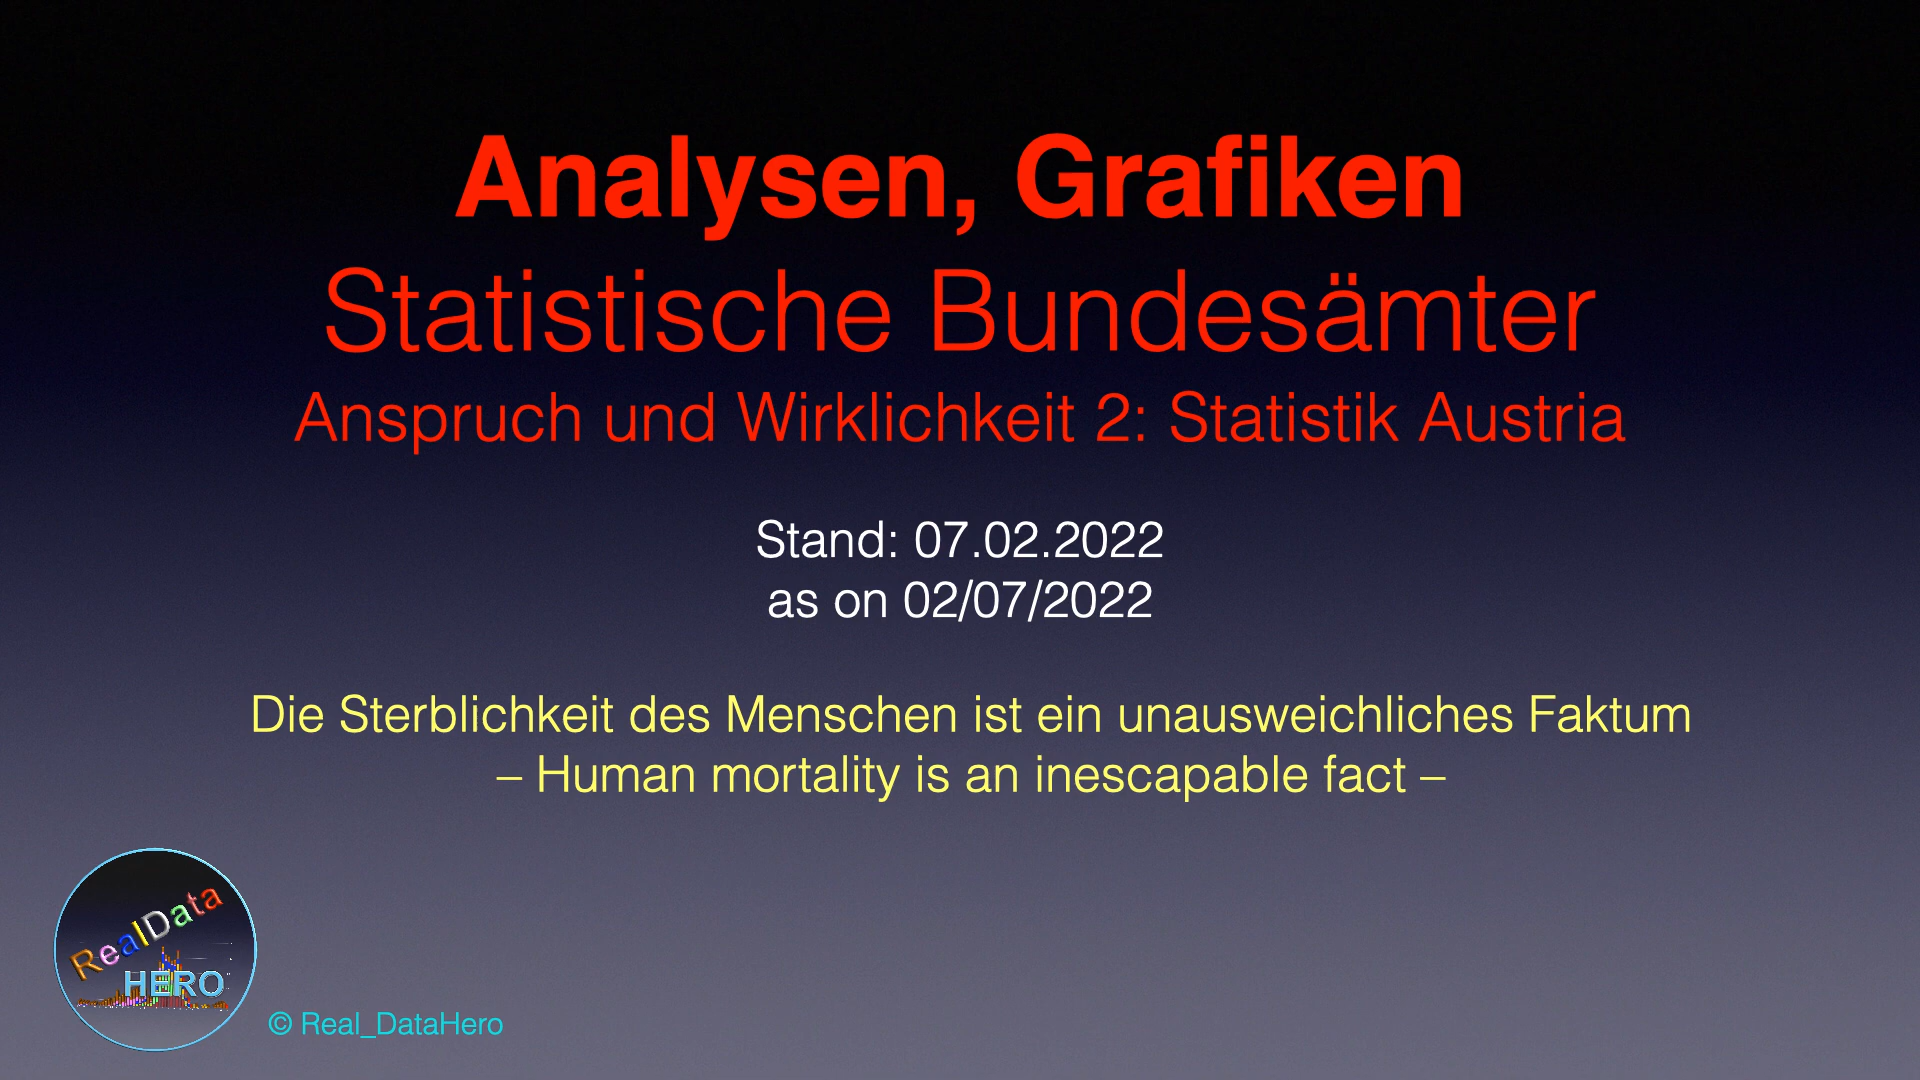 Analysen, Grafiken
Statistische Bundesämter
Anspruch und Wirklichkeit 2: Statistik Austria
Stand: 07.02.2022
as on 02/07/2022
Die Sterblichkeit des Menschen ist ein unausweichliches Faktum
– Human mortality is an inescapable fact –
RealData
HERO
© Real_DataHero